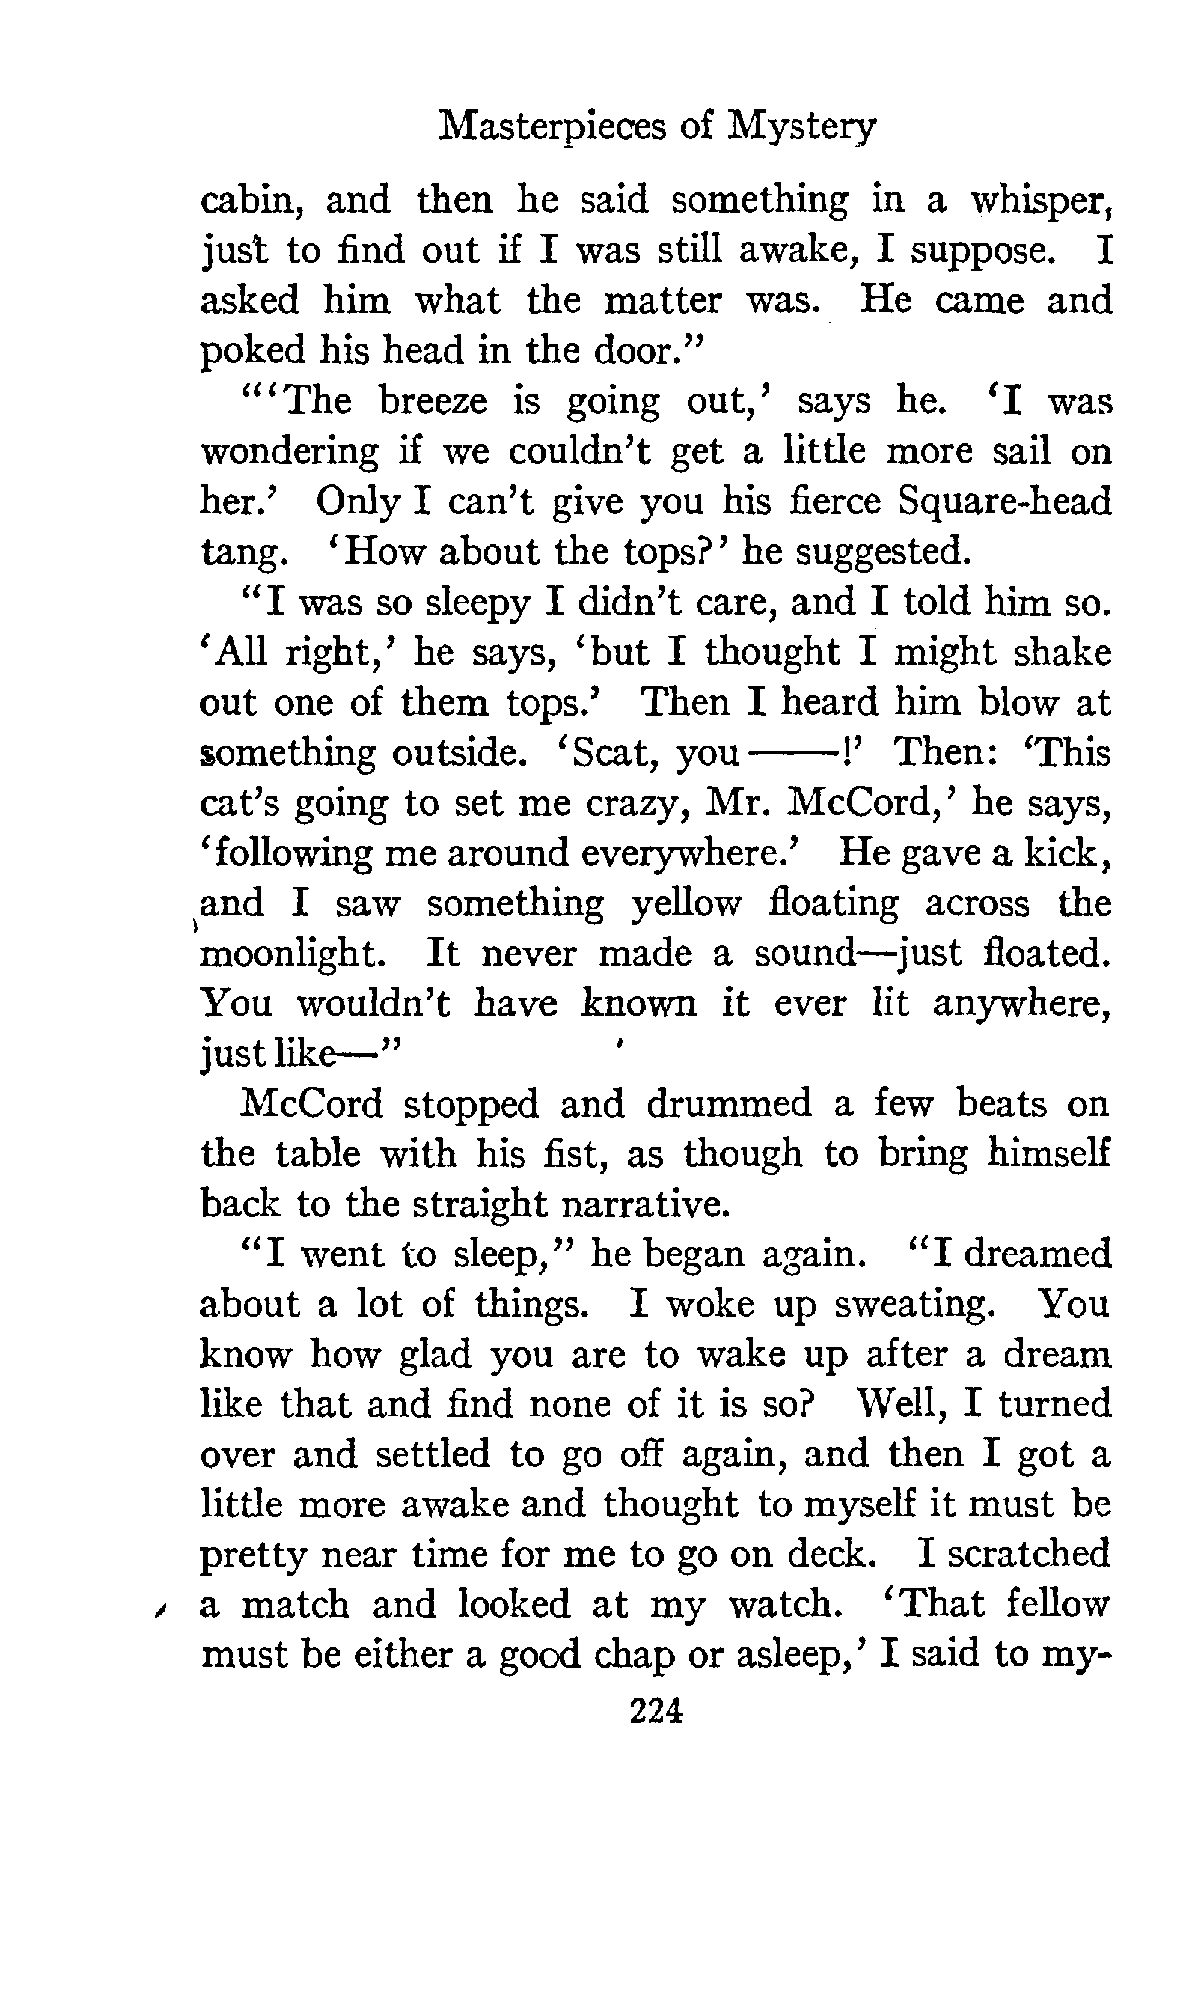 Masterpieces of Mystery
cabin, and then he said something in a whisper,
just to find out if I was still awake, I suppose. I
asked him what the matter was. He came and
poked his head in the door."
"'The breeze is going out,' says he. 'I was
wondering if we couldn't get a little more sail on
her.' Only I can't give you his fierce Square-head
tang. 'How about the tops?' he suggested.
"I was so sleepy I didn't care, and I told him so.
'All right,' he says, 'but I thought I might shake
out one of them tops.' Then I heard him blow at
something outside. 'Scat, you ——!' Then: 'This
cat's going to set me crazy, Mr. McCord,' he says,
'following me around everywhere.' He gave a kick,
and I saw something yellow floating across the
moonlight. It never made a sound—just floated.
You wouldn't have known it ever lit anywhere,
just like—"
McCord stopped and drummed a few beats on
the table with his fist, as though to bring himself
back to the straight narrative.
"I went to sleep," he began again. "I dreamed
about a lot of things. I woke up sweating. You
know how glad you are to wake up after a dream
like that and find none of it is so? Well, I turned
over and settled to go off again, and then I got a
little more awake and thought to myself it must be
pretty near time for me to go on deck. I scratched
a match and looked at my watch. 'That fellow
must be either a good chap or asleep,' I said to my-
224